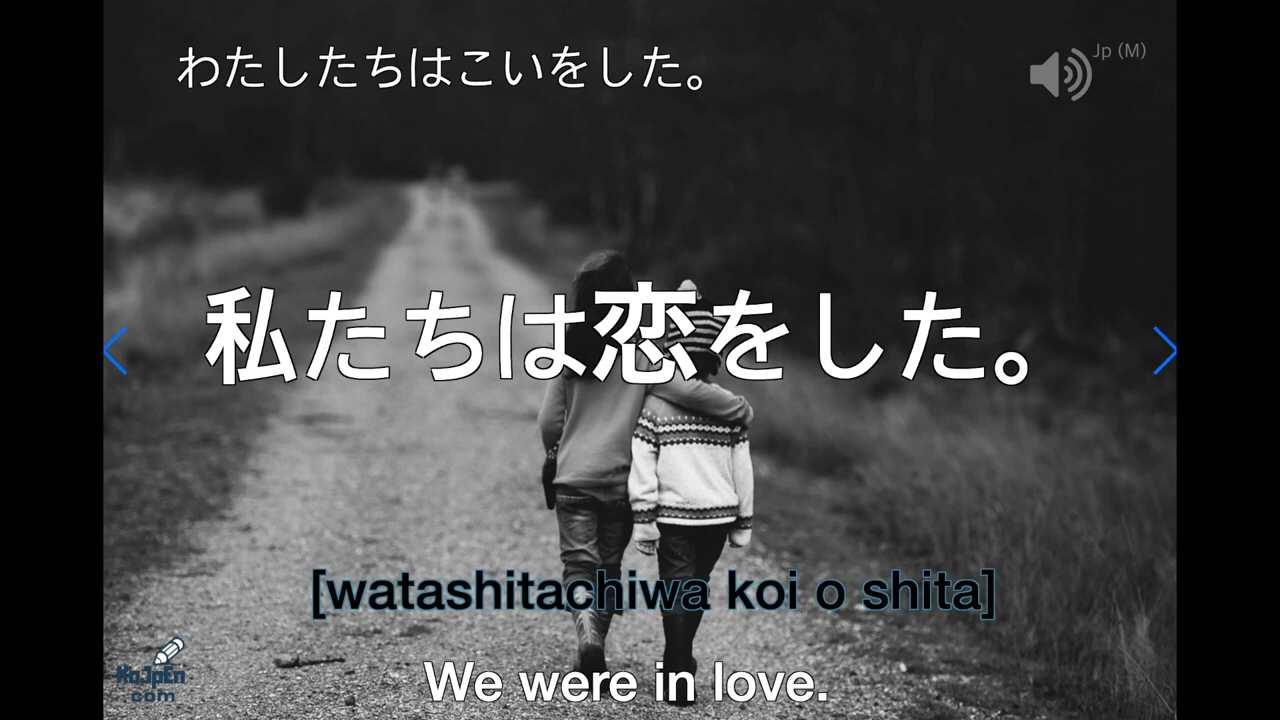 わたしたちはこいをした。
Jp (M)
私たちは恋をした。
[watashitachiwa koi o shita]
KaJpEn
.com
We were in love.